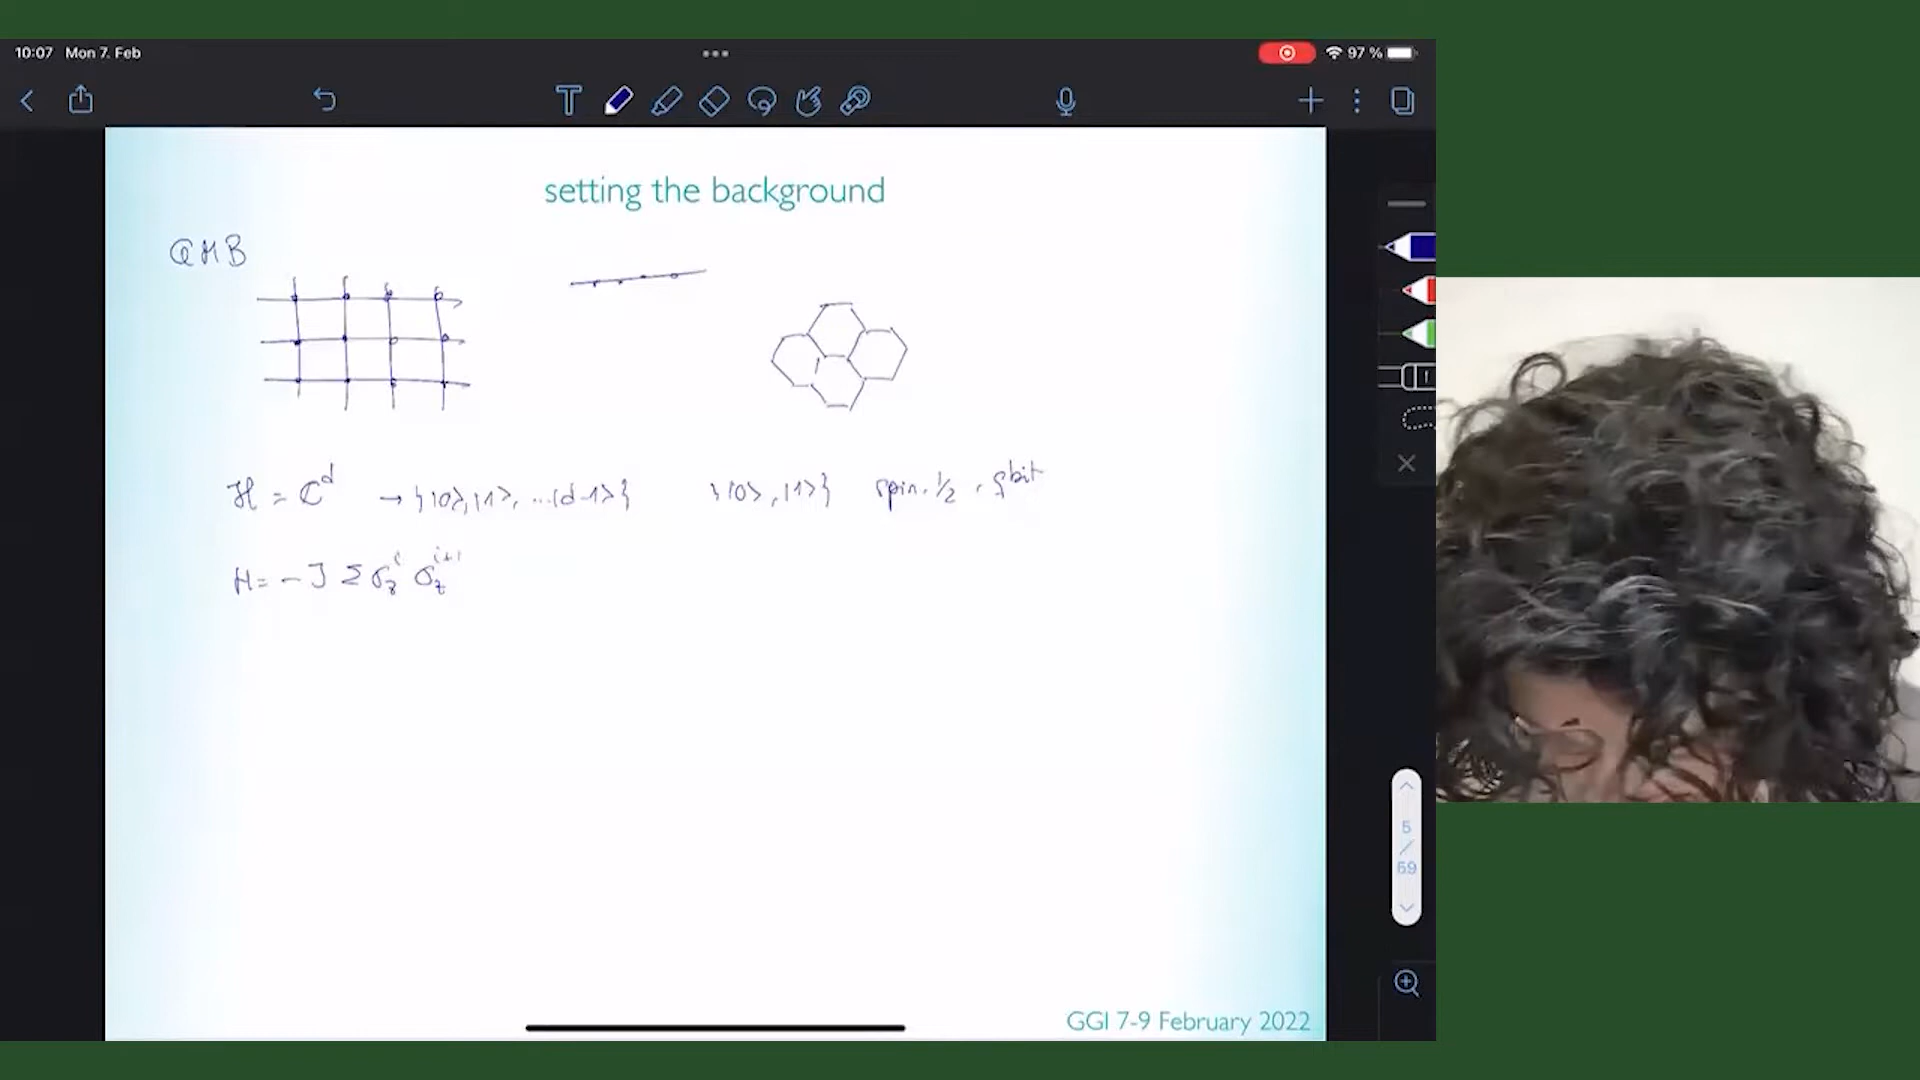 10:07 Mon 7. Feb
97 %
setting the background
QMB
ℋ = ℂᵈ → {|0⟩,|1⟩, ...|d-1⟩} {|0⟩, |1⟩} spin. 1/2 , qbit
H = - J Σ σ_z^i σ_z^{i+1}
5
/
69
GGI 7-9 February 2022